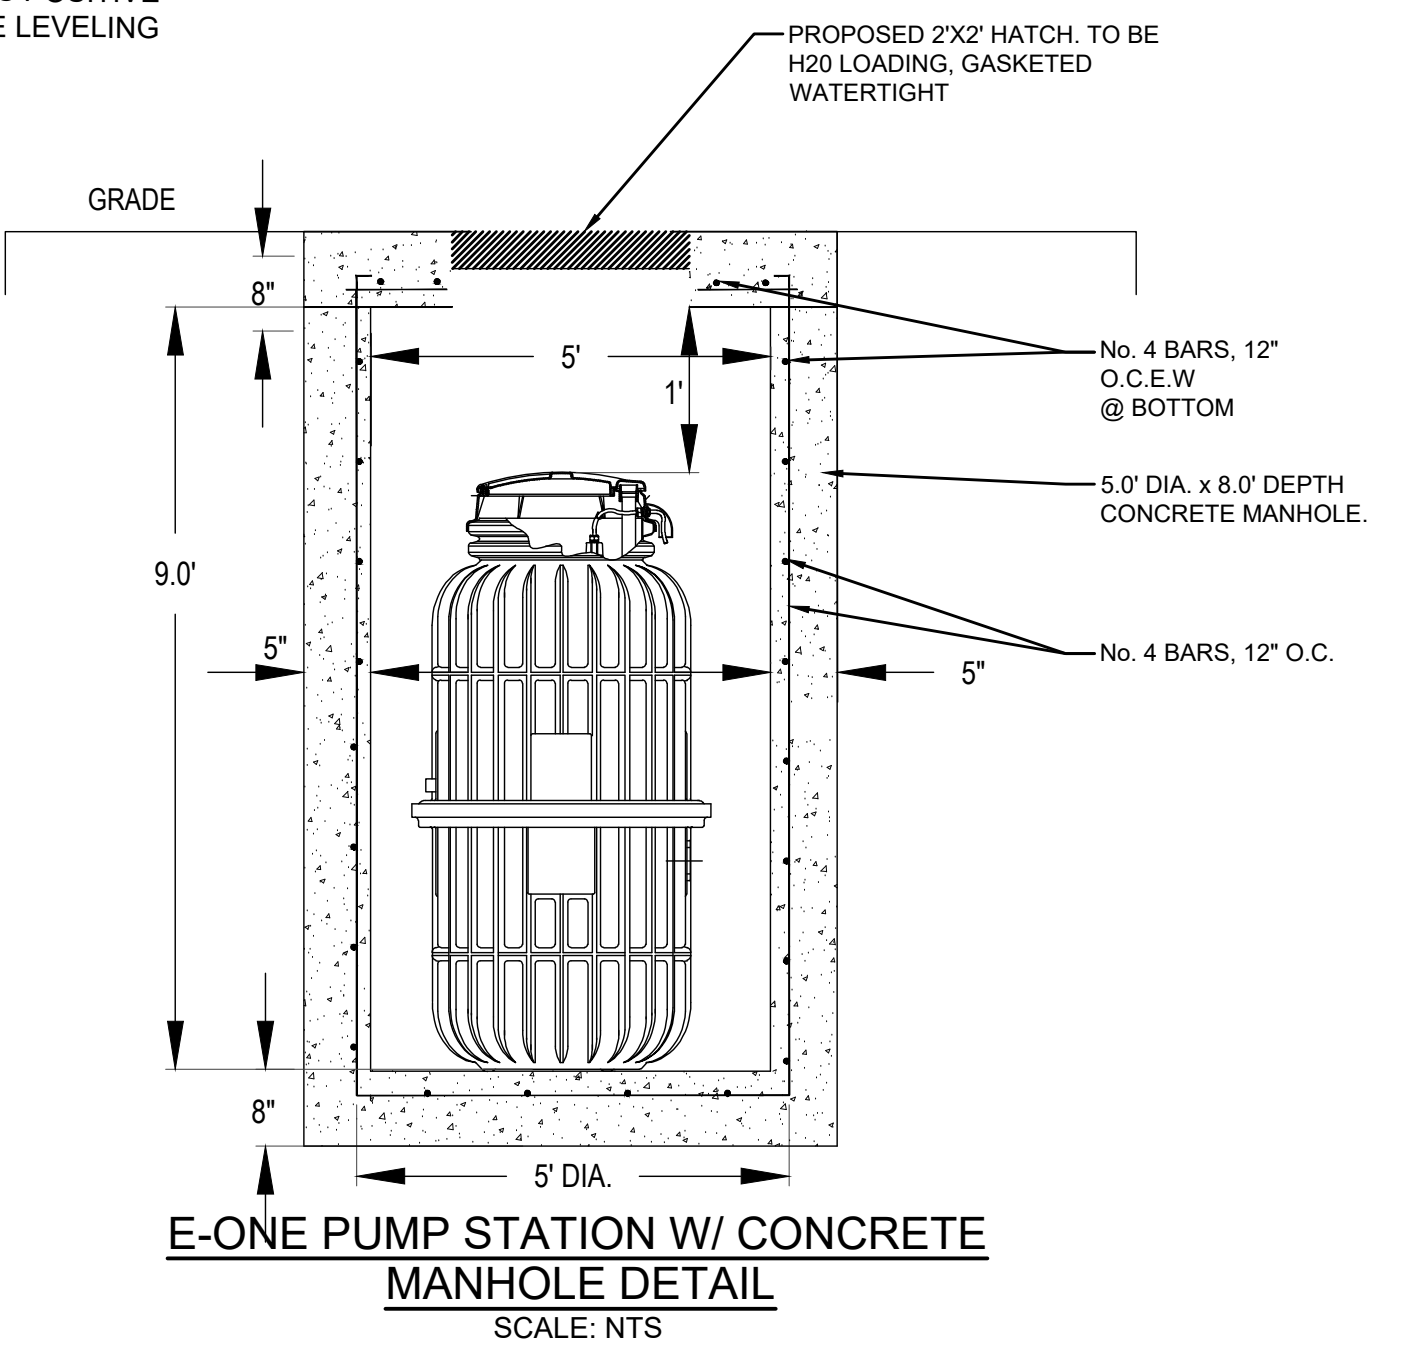 E LEVELING
PROPOSED 2'X2' HATCH. TO BE
H20 LOADING, GASKETED
WATERTIGHT
GRADE
8"
5'
1'
No. 4 BARS, 12"
O.C.E.W
@ BOTTOM
5.0' DIA. x 8.0' DEPTH
CONCRETE MANHOLE.
9.0'
5"
5"
No. 4 BARS, 12" O.C.
8"
5' DIA.
E-ONE PUMP STATION W/ CONCRETE
MANHOLE DETAIL
SCALE: NTS